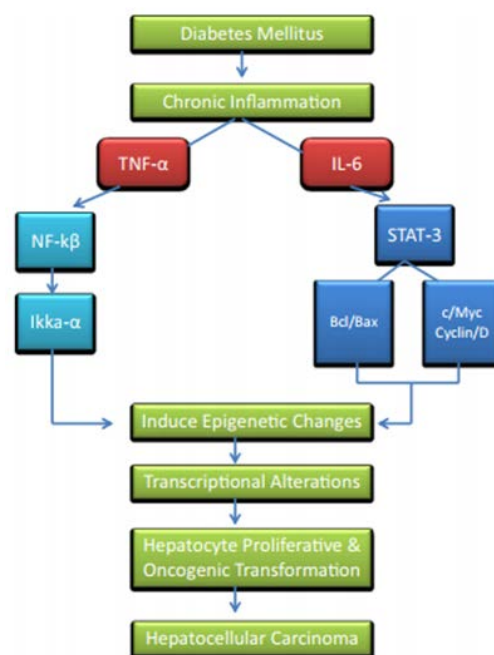 Diabetes Mellitus
Chronic Inflammation
TNF-α
IL-6
NF-kβ
STAT-3
Ikka-α
Bcl/Bax
c/Myc
Cyclin/D
Induce Epigenetic Changes
Transcriptional Alterations
Hepatocyte Proliferative &
Oncogenic Transformation
Hepatocellular Carcinoma